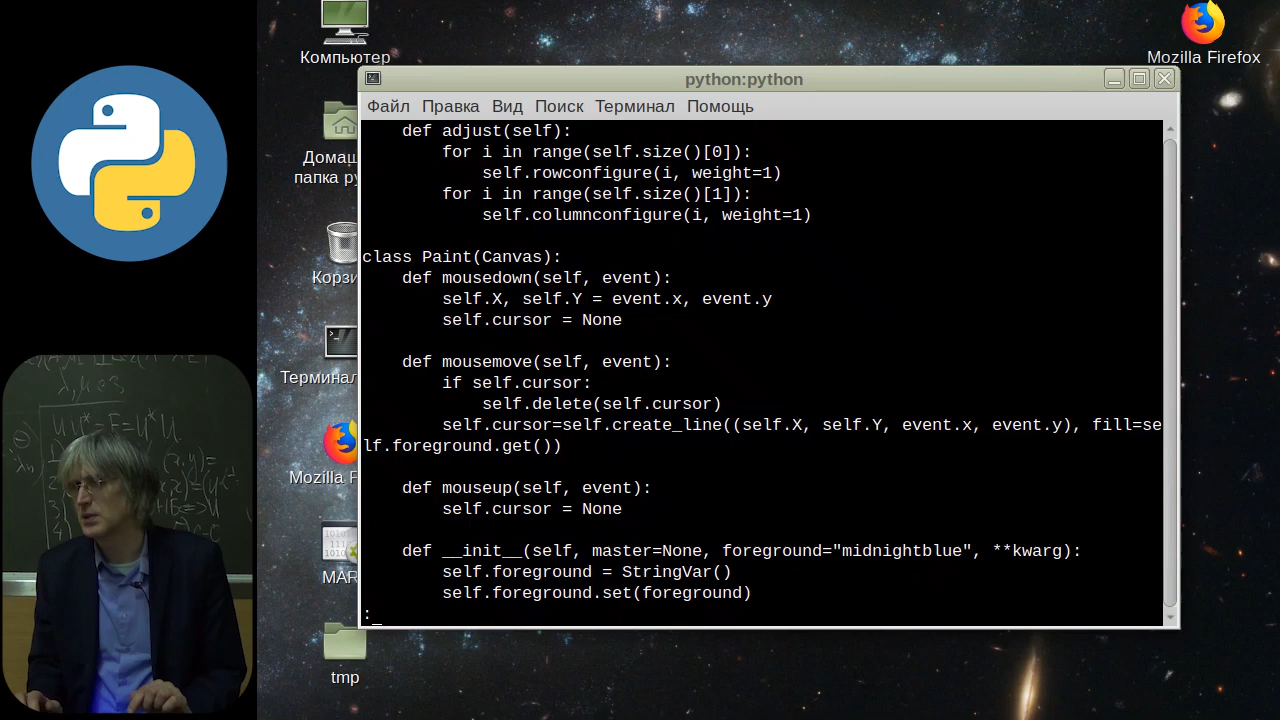 Компьютер
Mozilla Firefox
python:python
Файл Правка Вид Поиск Терминал Помощь
    def adjust(self):
        for i in range(self.size()[0]):
            self.rowconfigure(i, weight=1)
        for i in range(self.size()[1]):
            self.columnconfigure(i, weight=1)
class Paint(Canvas):
    def mousedown(self, event):
        self.X, self.Y = event.x, event.y
        self.cursor = None
    def mousemove(self, event):
        if self.cursor:
            self.delete(self.cursor)
        self.cursor=self.create_line((self.X, self.Y, event.x, event.y), fill=se
lf.foreground.get())
    def mouseup(self, event):
        self.cursor = None
    def __init__(self, master=None, foreground="midnightblue", **kwarg):
        self.foreground = StringVar()
        self.foreground.set(foreground)
:
Домаш
папка ру
Корзи
Терминал
Mozilla F
MAR
tmp